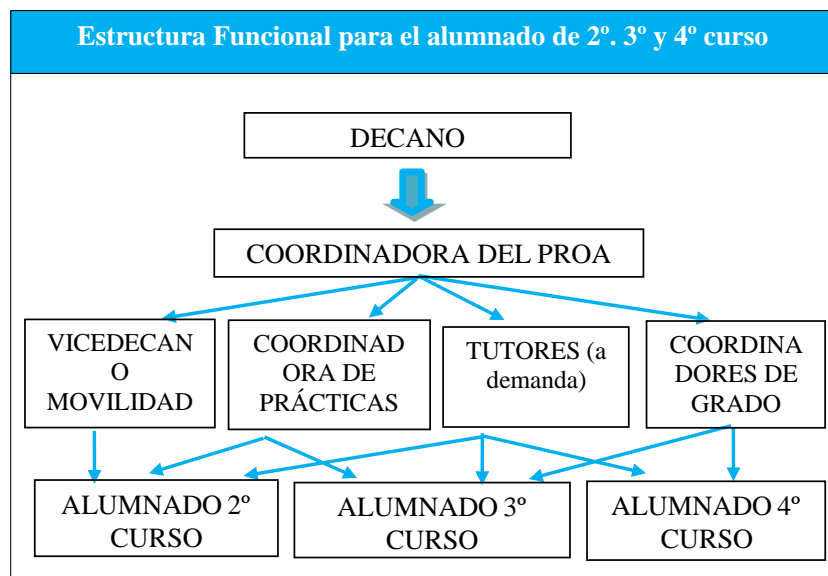 Estructura Funcional para el alumnado de 2º. 3º y 4º curso
DECANO
COORDINADORA DEL PROA
VICEDECAN
O
MOVILIDAD
COORDINAD
ORA DE
PRÁCTICAS
TUTORES (a
demanda)
COORDINA
DORES DE
GRADO
ALUMNADO 2º
CURSO
ALUMNADO 3º
CURSO
ALUMNADO 4º
CURSO